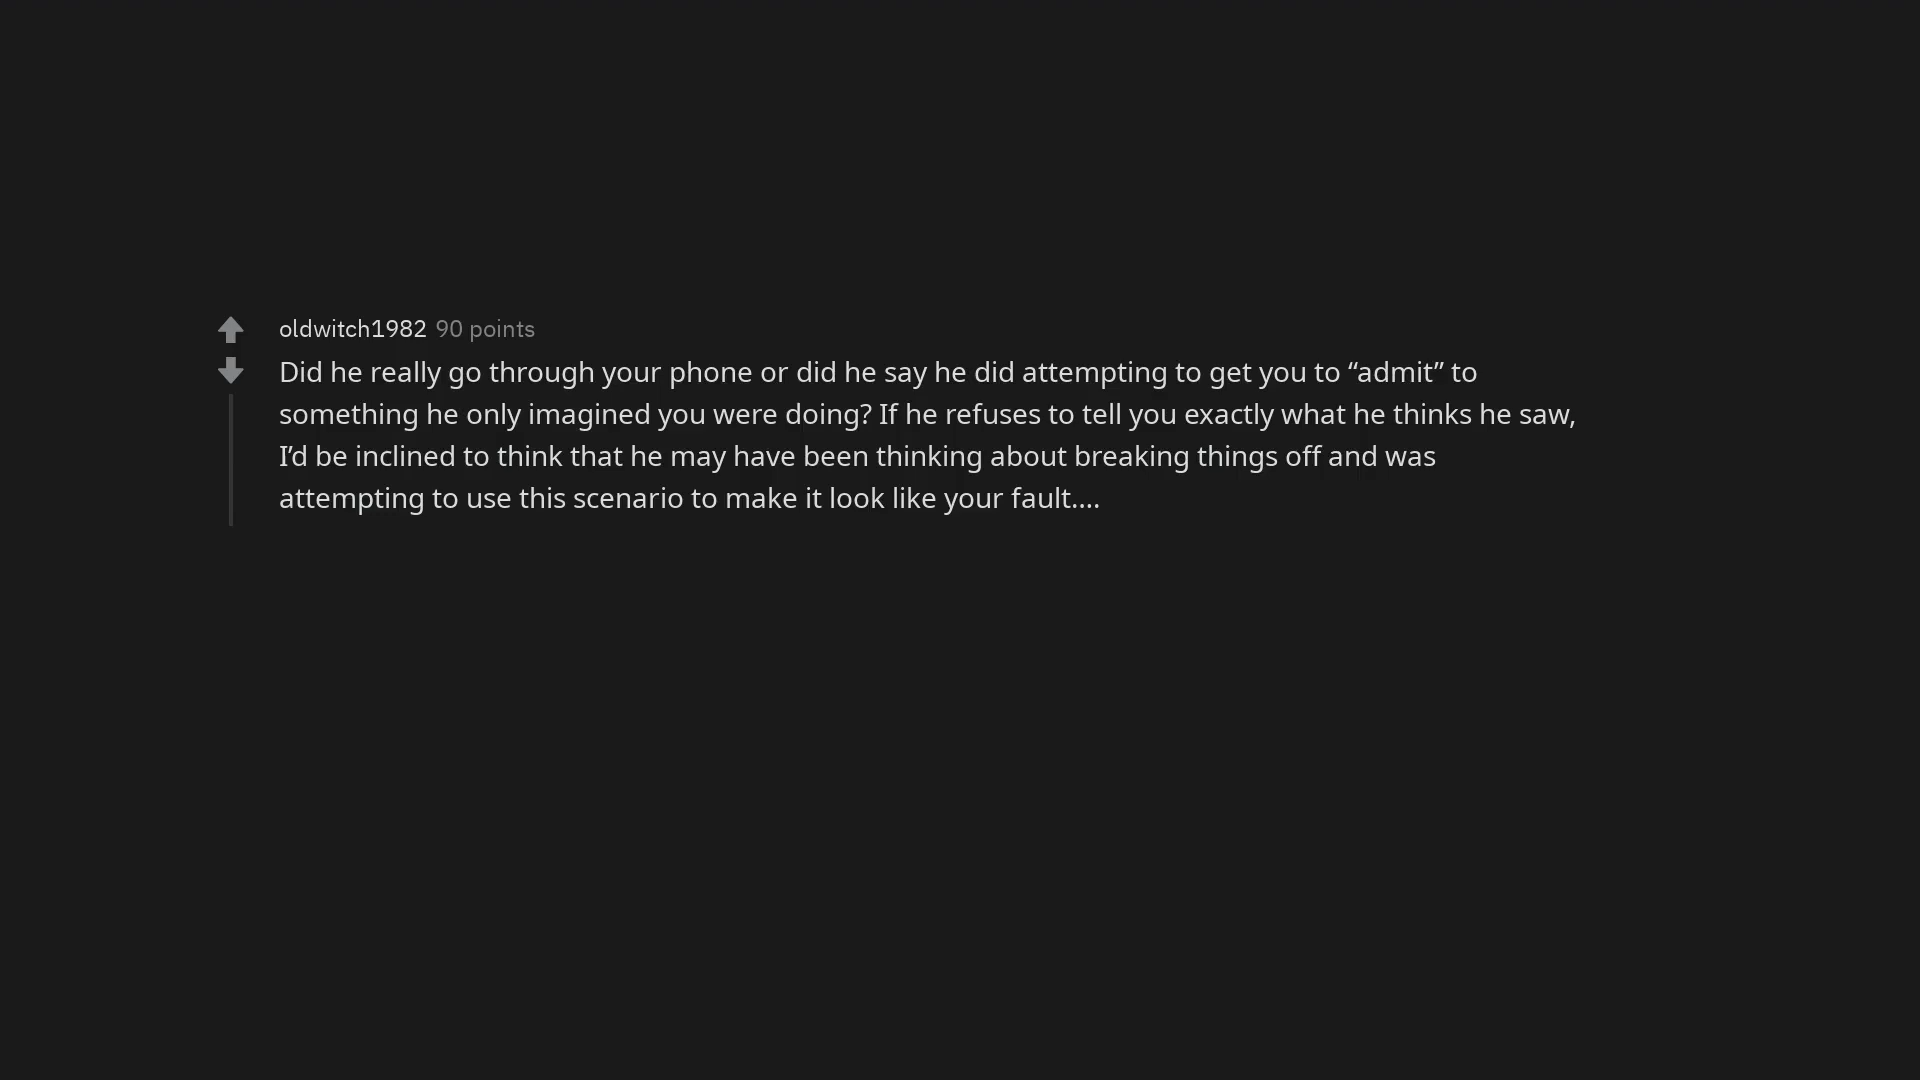 oldwitch1982 90 points
Did he really go through your phone or did he say he did attempting to get you to “admit” to
something he only imagined you were doing? If he refuses to tell you exactly what he thinks he saw,
I’d be inclined to think that he may have been thinking about breaking things off and was
attempting to use this scenario to make it look like your fault....